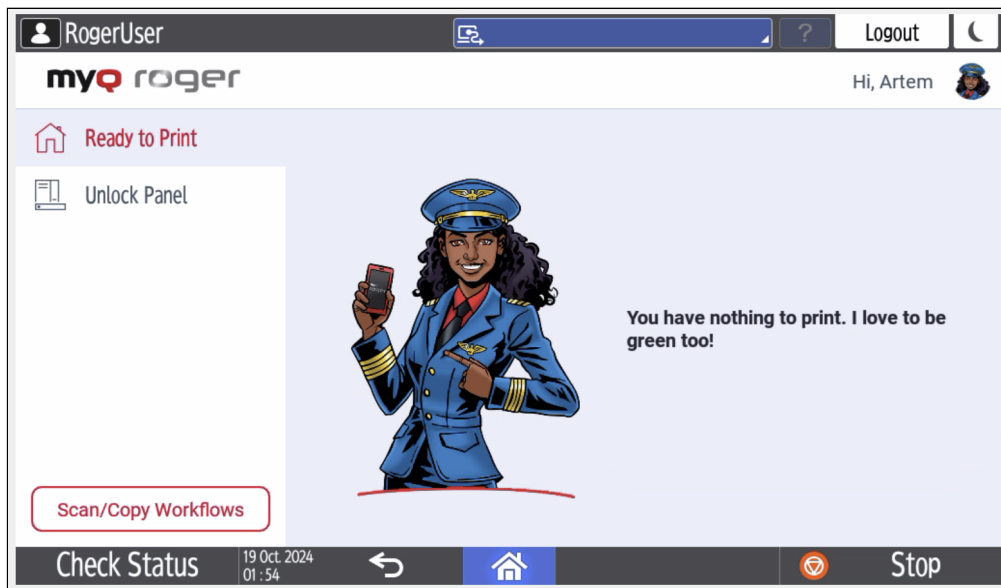 RogerUser
?
Logout
myQ roger
Hi, Artem
Ready to Print
Unlock Panel
You have nothing to print. I love to be
green too!
Scan/Copy Workflows
Check Status
19 Oct. 2024
01 : 54
Stop